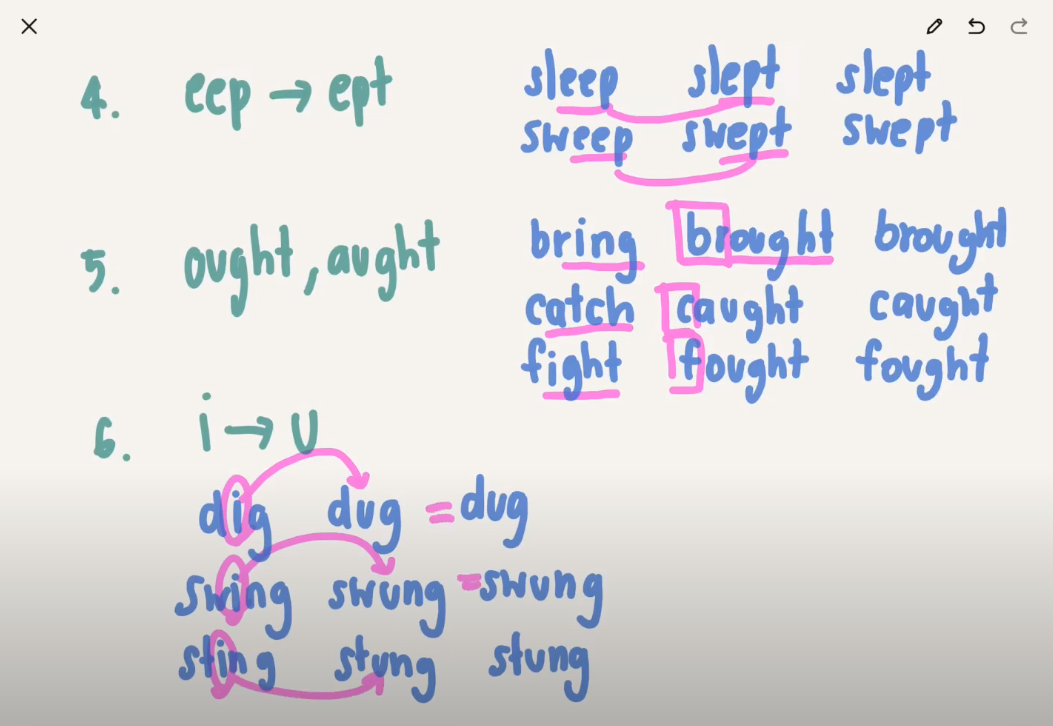 4. eep → ept sleep slept slept
sweep swept swept
5. ought, aught bring brought brought
catch caught caught
fight fought fought
6. i → u
dig dug = dug
swing swung = swung
sting stung stung